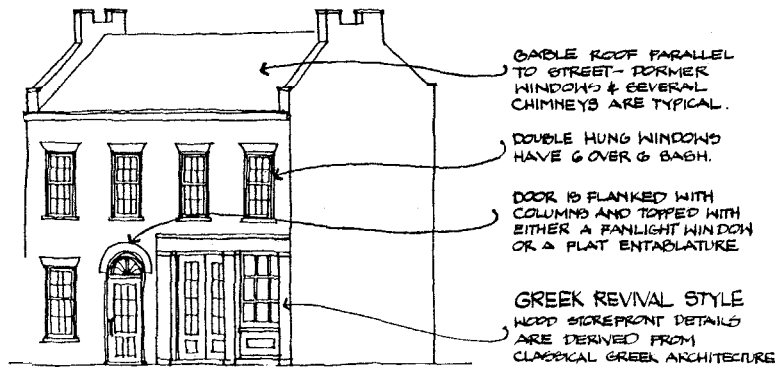 GABLE ROOF PARALLEL
TO STREET- DORMER
WINDOWS & SEVERAL
CHIMNEYS ARE TYPICAL.
DOUBLE HUNG WINDOWS
HAVE 6 OVER 6 SASH.
DOOR IS FLANKED WITH
COLUMNS AND TOPPED WITH
EITHER A FANLIGHT WINDOW
OR A FLAT ENTABLATURE
GREEK REVIVAL STYLE
WOOD STOREFRONT DETAILS
ARE DERIVED FROM
CLASSICAL GREEK ARCHITECTURE